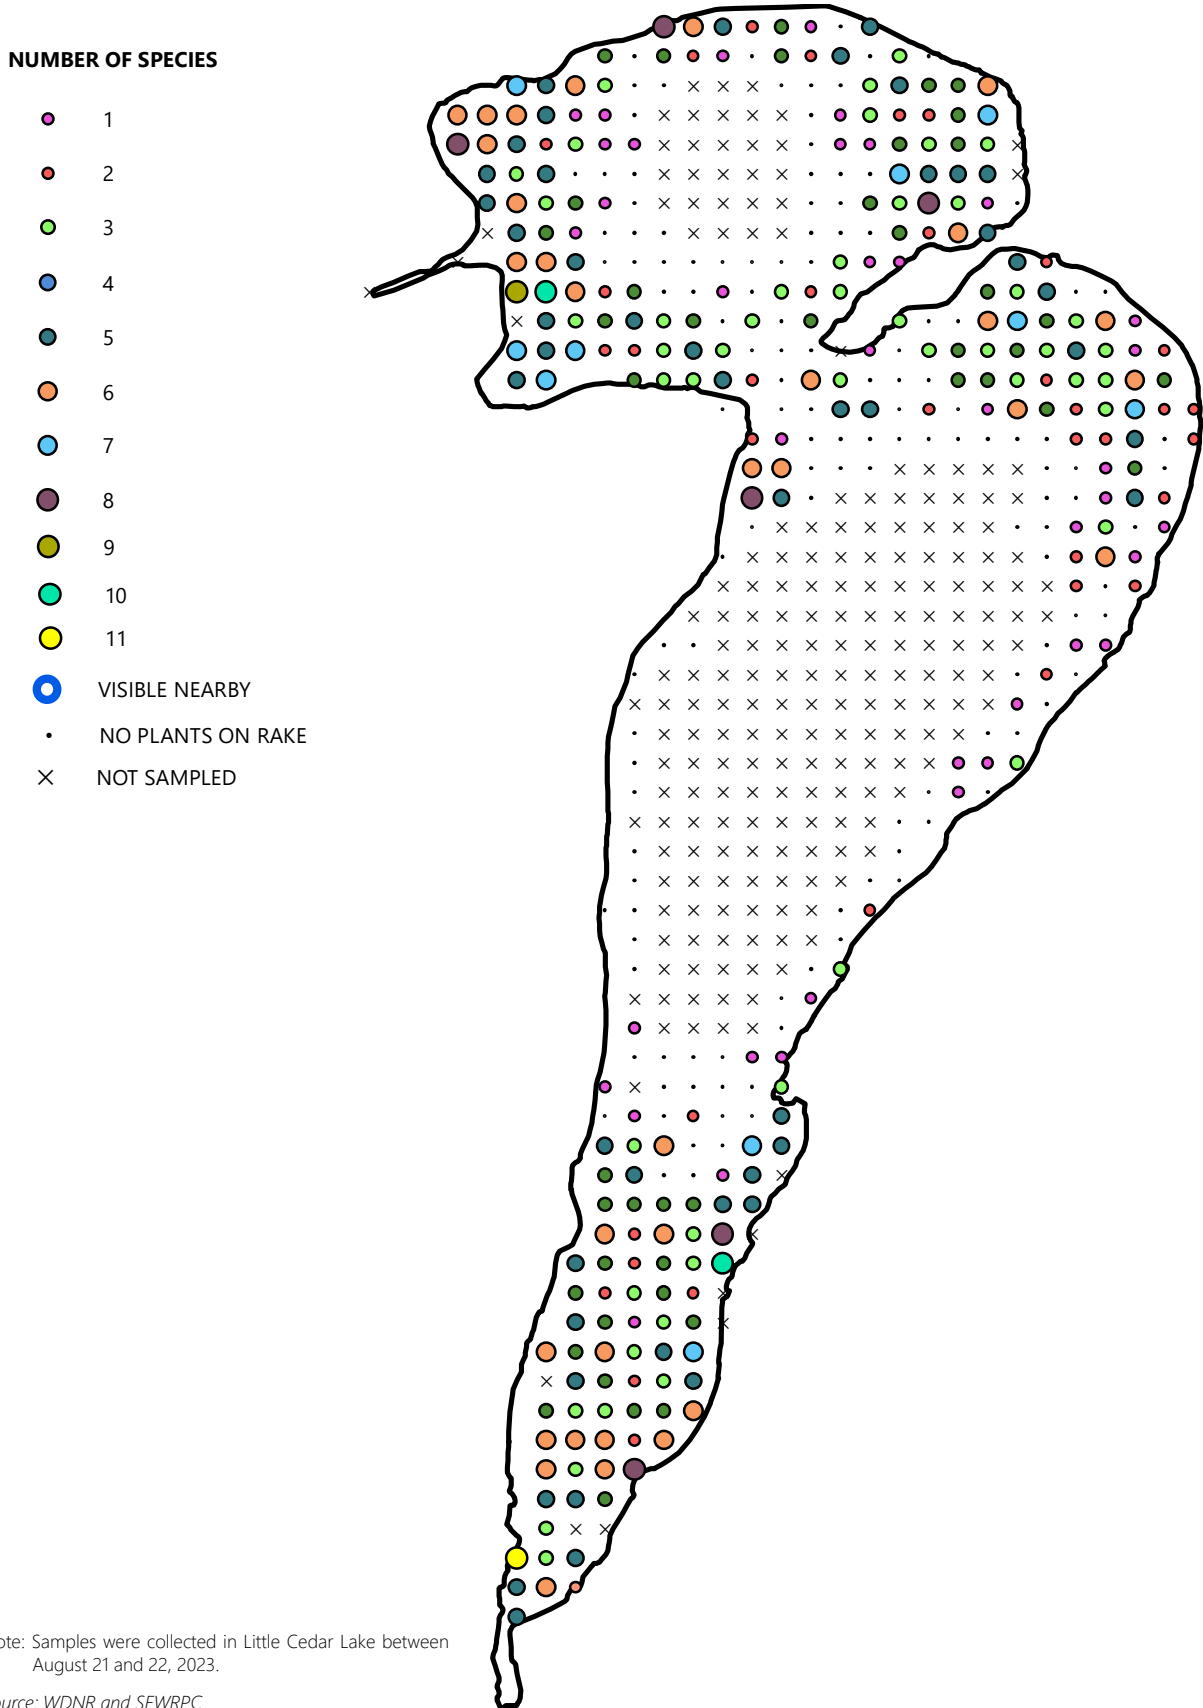 NUMBER OF SPECIES
1
2
3
4
5
6
7
8
9
10
11
VISIBLE NEARBY
NO PLANTS ON RAKE
NOT SAMPLED
ote: Samples were collected in Little Cedar Lake between
August 21 and 22, 2023.
ource: WDNR and SEWRPC